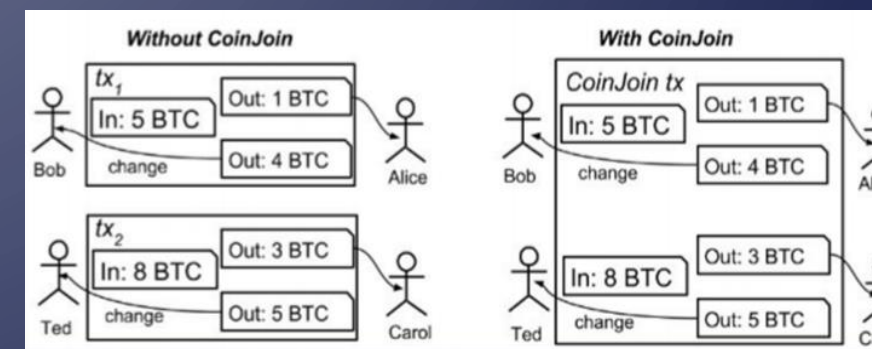 Without CoinJoin
tx1
In: 5 BTC
Out: 1 BTC
Out: 4 BTC
change
Bob
Alice
tx2
In: 8 BTC
Out: 3 BTC
Out: 5 BTC
change
Ted
Carol
With CoinJoin
CoinJoin tx
In: 5 BTC
Out: 1 BTC
Out: 4 BTC
change
Bob
In: 8 BTC
Out: 3 BTC
Out: 5 BTC
change
Ted